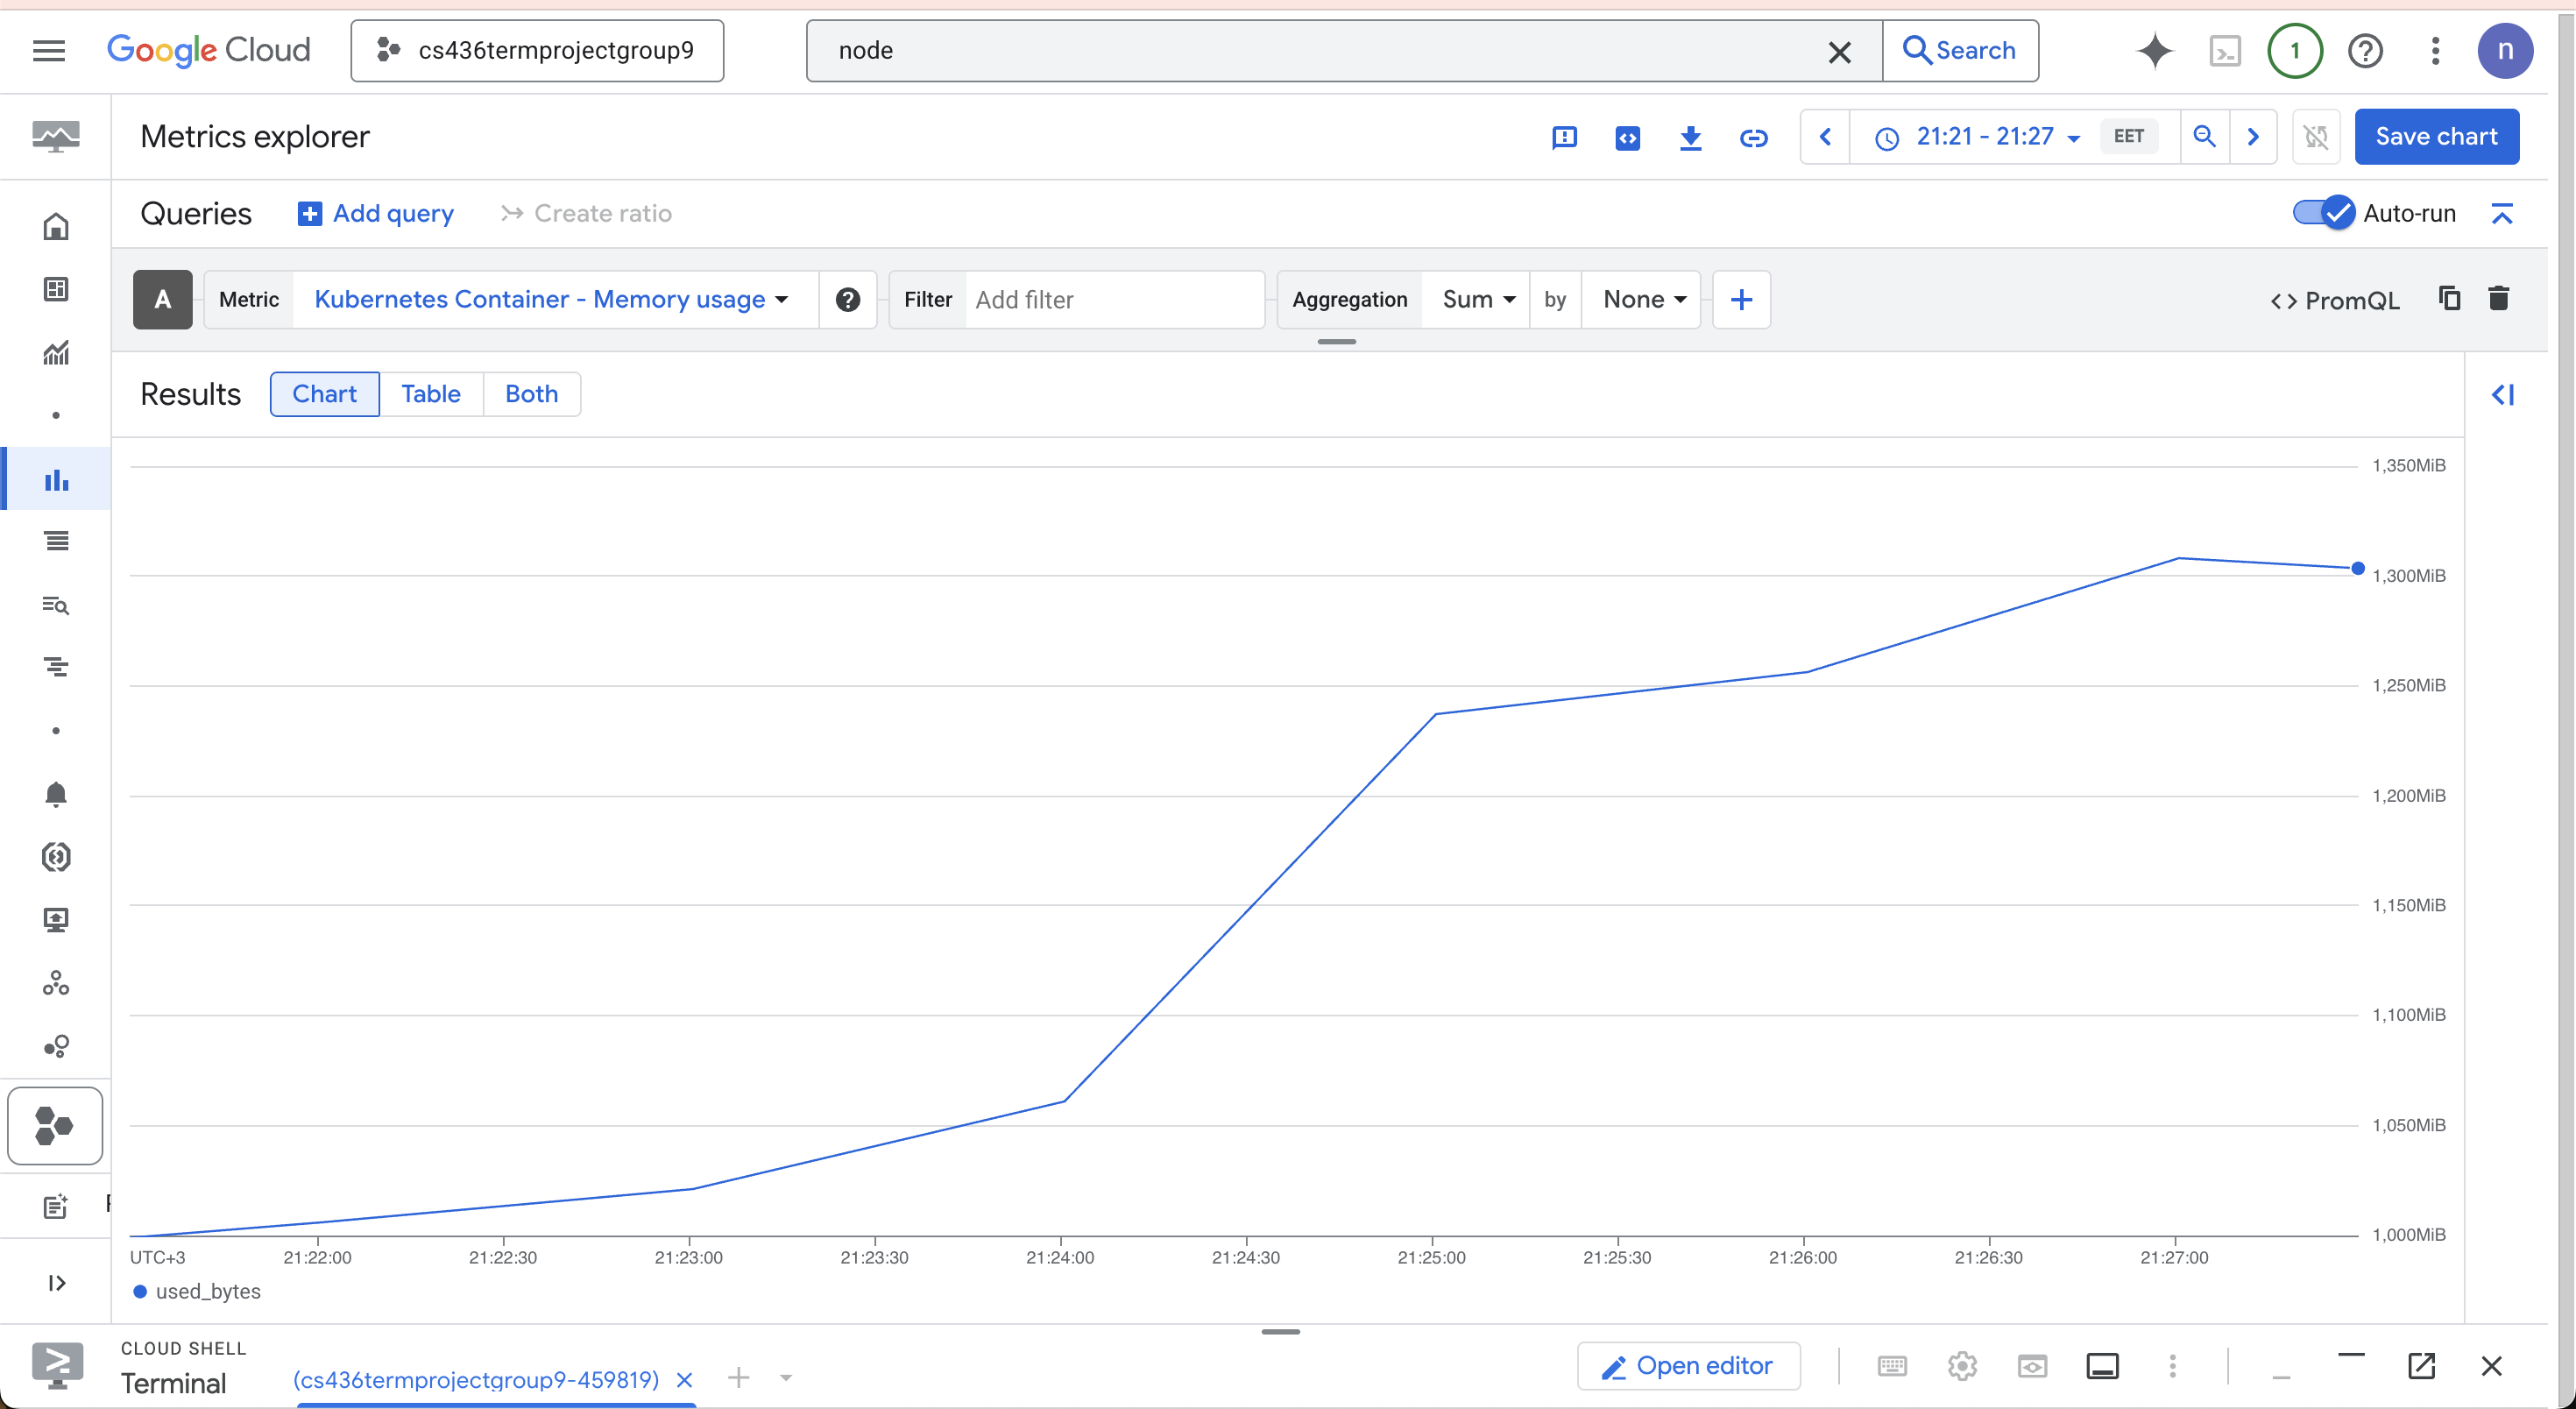 Google Cloud
cs436termprojectgroup9
node
Search
1
n
Metrics explorer
21:21 - 21:27
EET
Save chart
Queries
Add query
Create ratio
Auto-run
A
Metric
Kubernetes Container - Memory usage
Filter
Add filter
Aggregation
Sum
by
None
<> PromQL
Results
Chart
Table
Both
1,350MiB
1,300MiB
1,250MiB
1,200MiB
1,150MiB
1,100MiB
1,050MiB
1,000MiB
UTC+3
21:22:00
21:22:30
21:23:00
21:23:30
21:24:00
21:24:30
21:25:00
21:25:30
21:26:00
21:26:30
21:27:00
used_bytes
CLOUD SHELL
Terminal
(cs436termprojectgroup9-459819)
Open editor